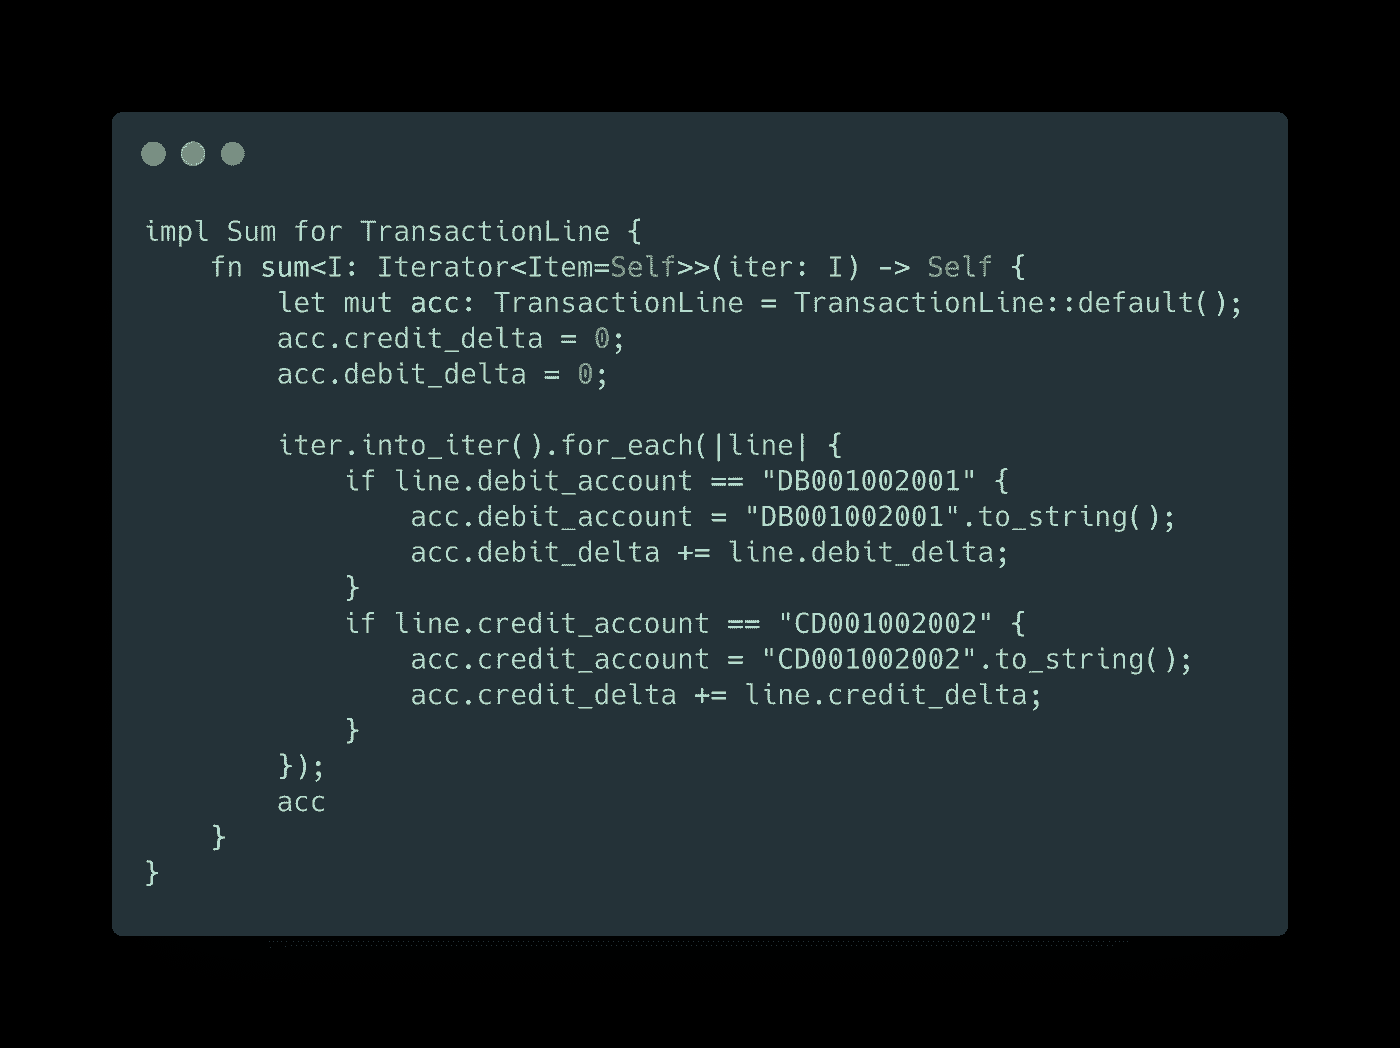 impl Sum for TransactionLine {
    fn sum<I: Iterator<Item=Self>>(iter: I) -> Self {
        let mut acc: TransactionLine = TransactionLine::default();
        acc.credit_delta = 0;
        acc.debit_delta = 0;

        iter.into_iter().for_each(|line| {
            if line.debit_account == "DB001002001" {
                acc.debit_account = "DB001002001".to_string();
                acc.debit_delta += line.debit_delta;
            }
            if line.credit_account == "CD001002002" {
                acc.credit_account = "CD001002002".to_string();
                acc.credit_delta += line.credit_delta;
            }
        });
        acc
    }
}